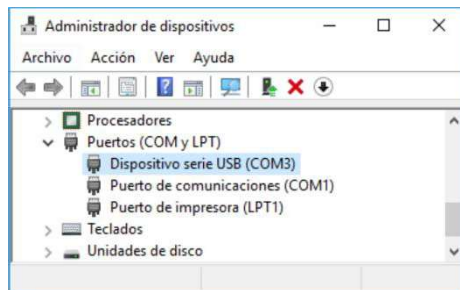 Administrador de dispositivos
Archivo Acción Ver Ayuda
Procesadores
Puertos (COM y LPT)
Dispositivo serie USB (COM3)
Puerto de comunicaciones (COM1)
Puerto de impresora (LPT1)
Teclados
Unidades de disco